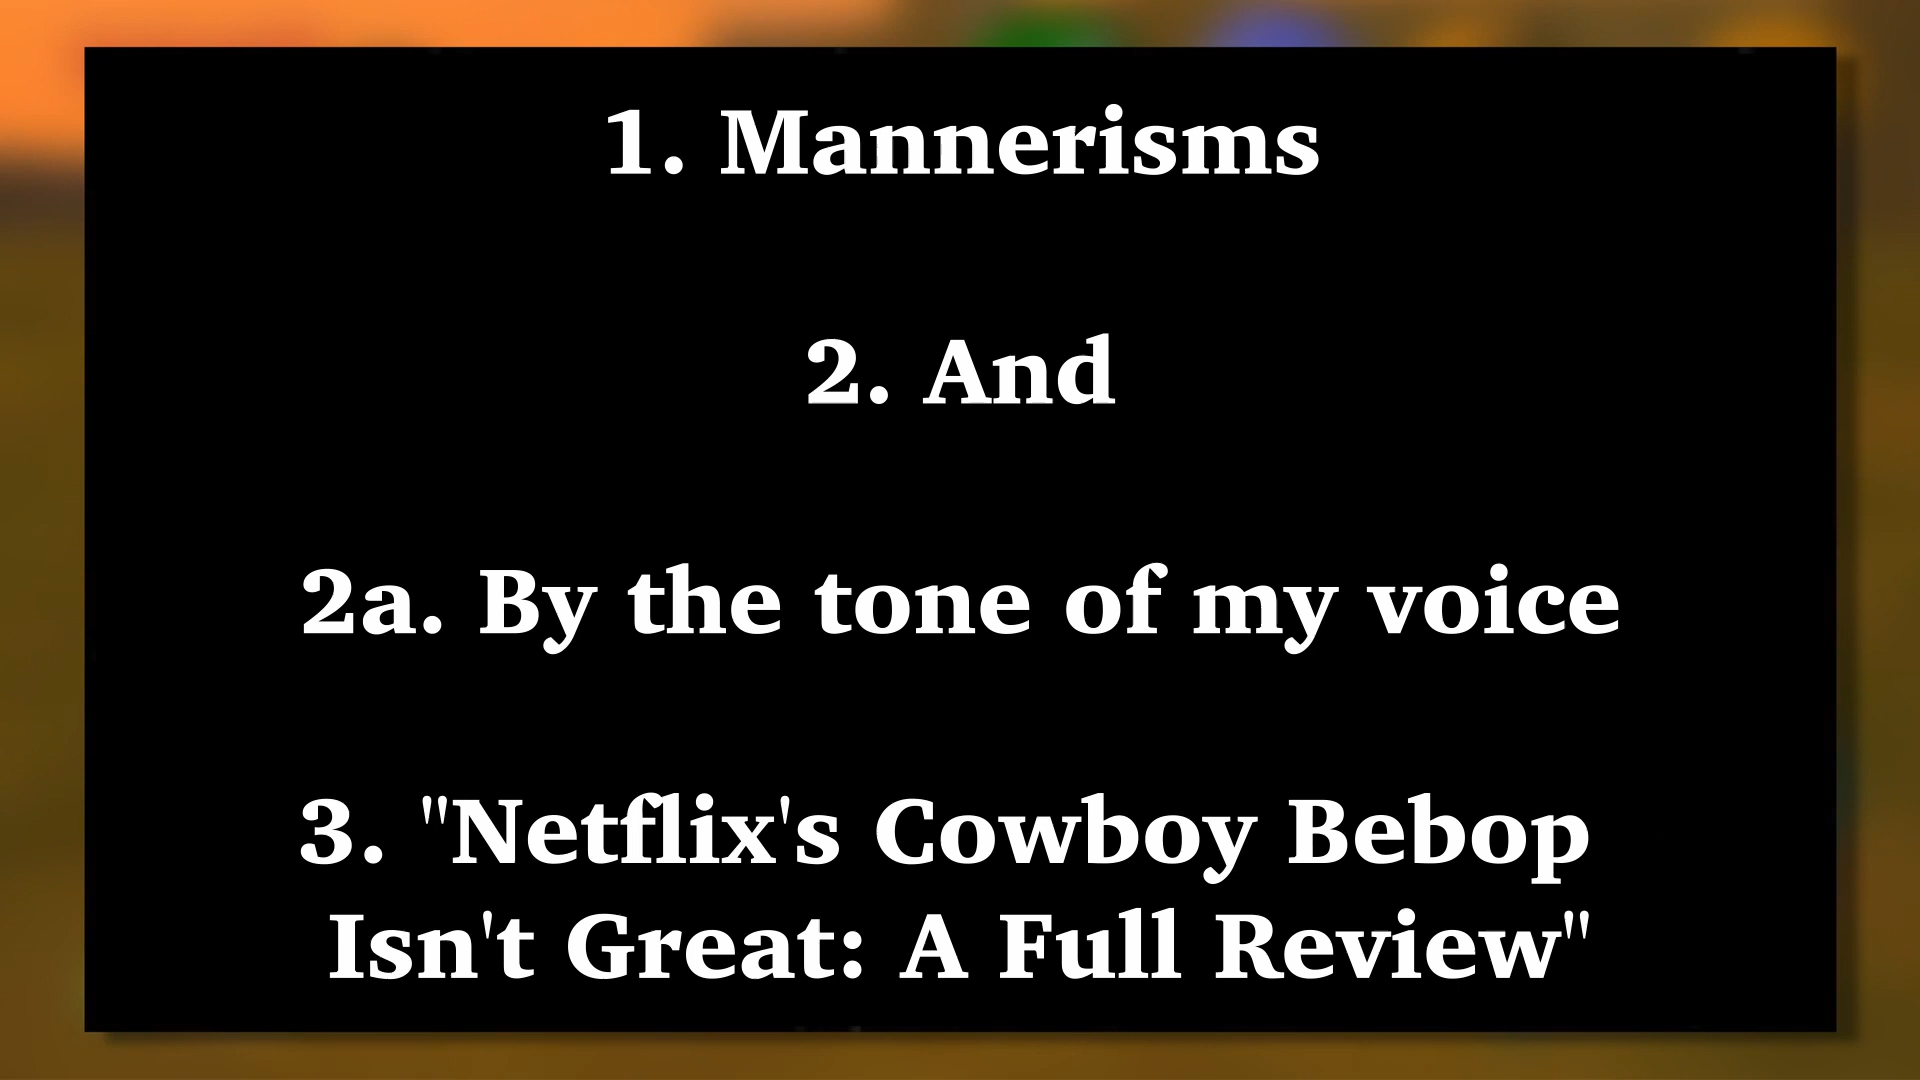 1. Mannerisms
2. And
2a. By the tone of my voice
3. "Netflix's Cowboy Bebop
Isn't Great: A Full Review"